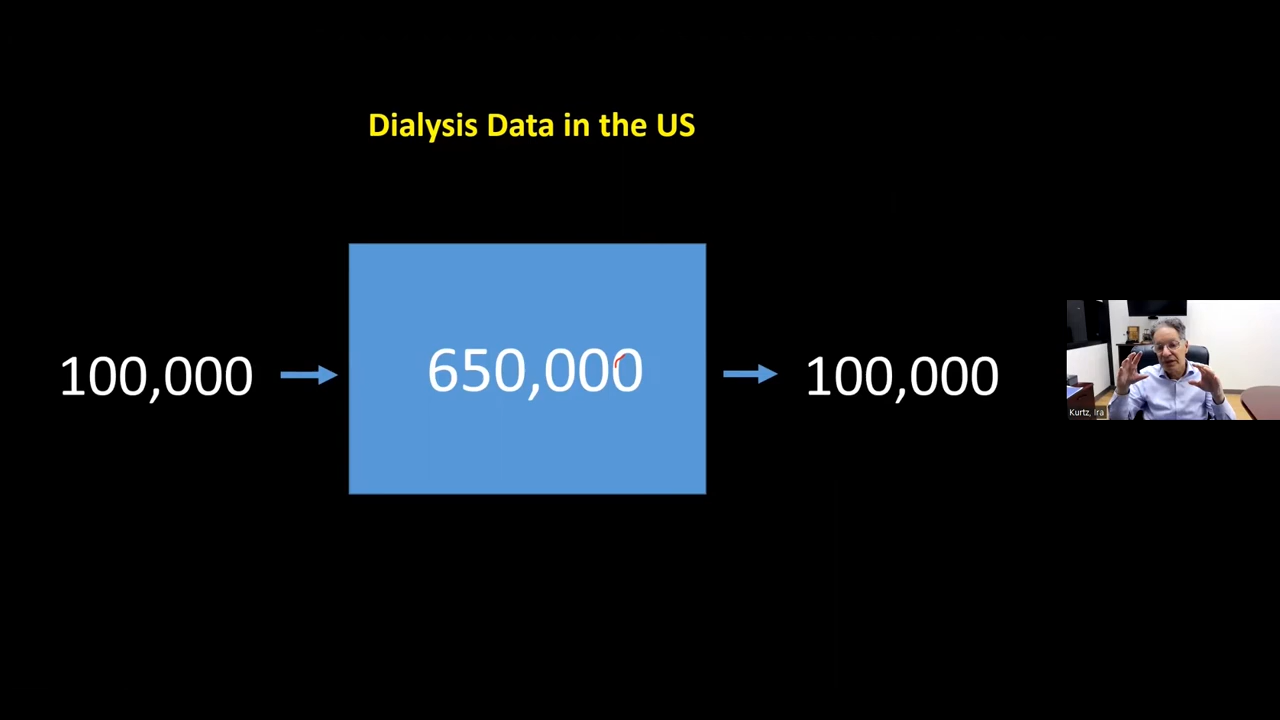 Dialysis Data in the US
100,000
650,000
100,000
Kurtz, Ira